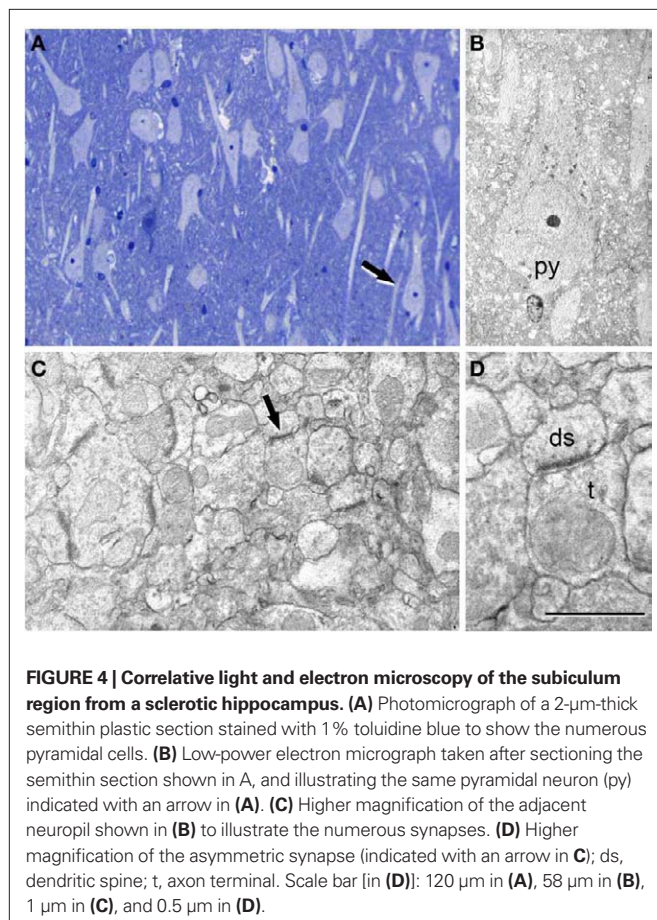 A
B
py
C
D
ds
t
FIGURE 4 | Correlative light and electron microscopy of the subiculum
region from a sclerotic hippocampus. (A) Photomicrograph of a 2-μm-thick
semithin plastic section stained with 1% toluidine blue to show the numerous
pyramidal cells. (B) Low-power electron micrograph taken after sectioning the
semithin section shown in A, and illustrating the same pyramidal neuron (py)
indicated with an arrow in (A). (C) Higher magnification of the adjacent
neuropil shown in (B) to illustrate the numerous synapses. (D) Higher
magnification of the asymmetric synapse (indicated with an arrow in C); ds,
dendritic spine; t, axon terminal. Scale bar [in (D)]: 120 μm in (A), 58 μm in (B),
1 μm in (C), and 0.5 μm in (D).